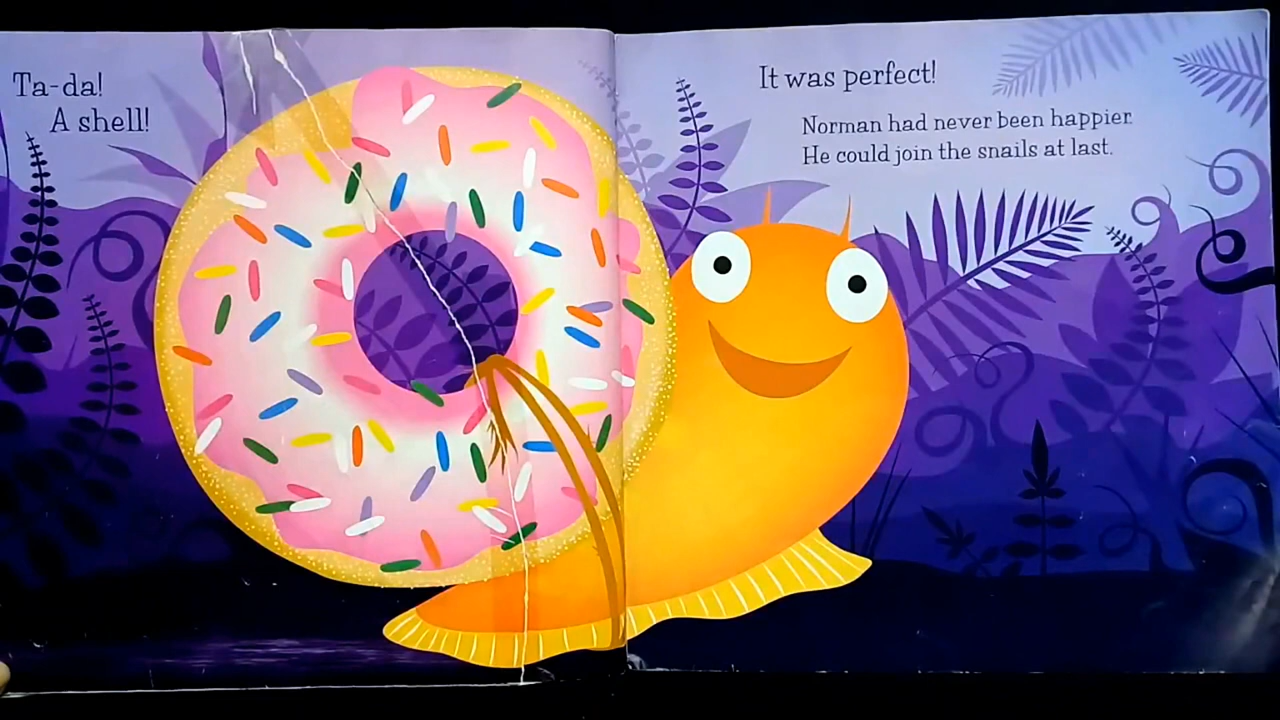 Ta-da!
A shell!
It was perfect!
Norman had never been happier.
He could join the snails at last.